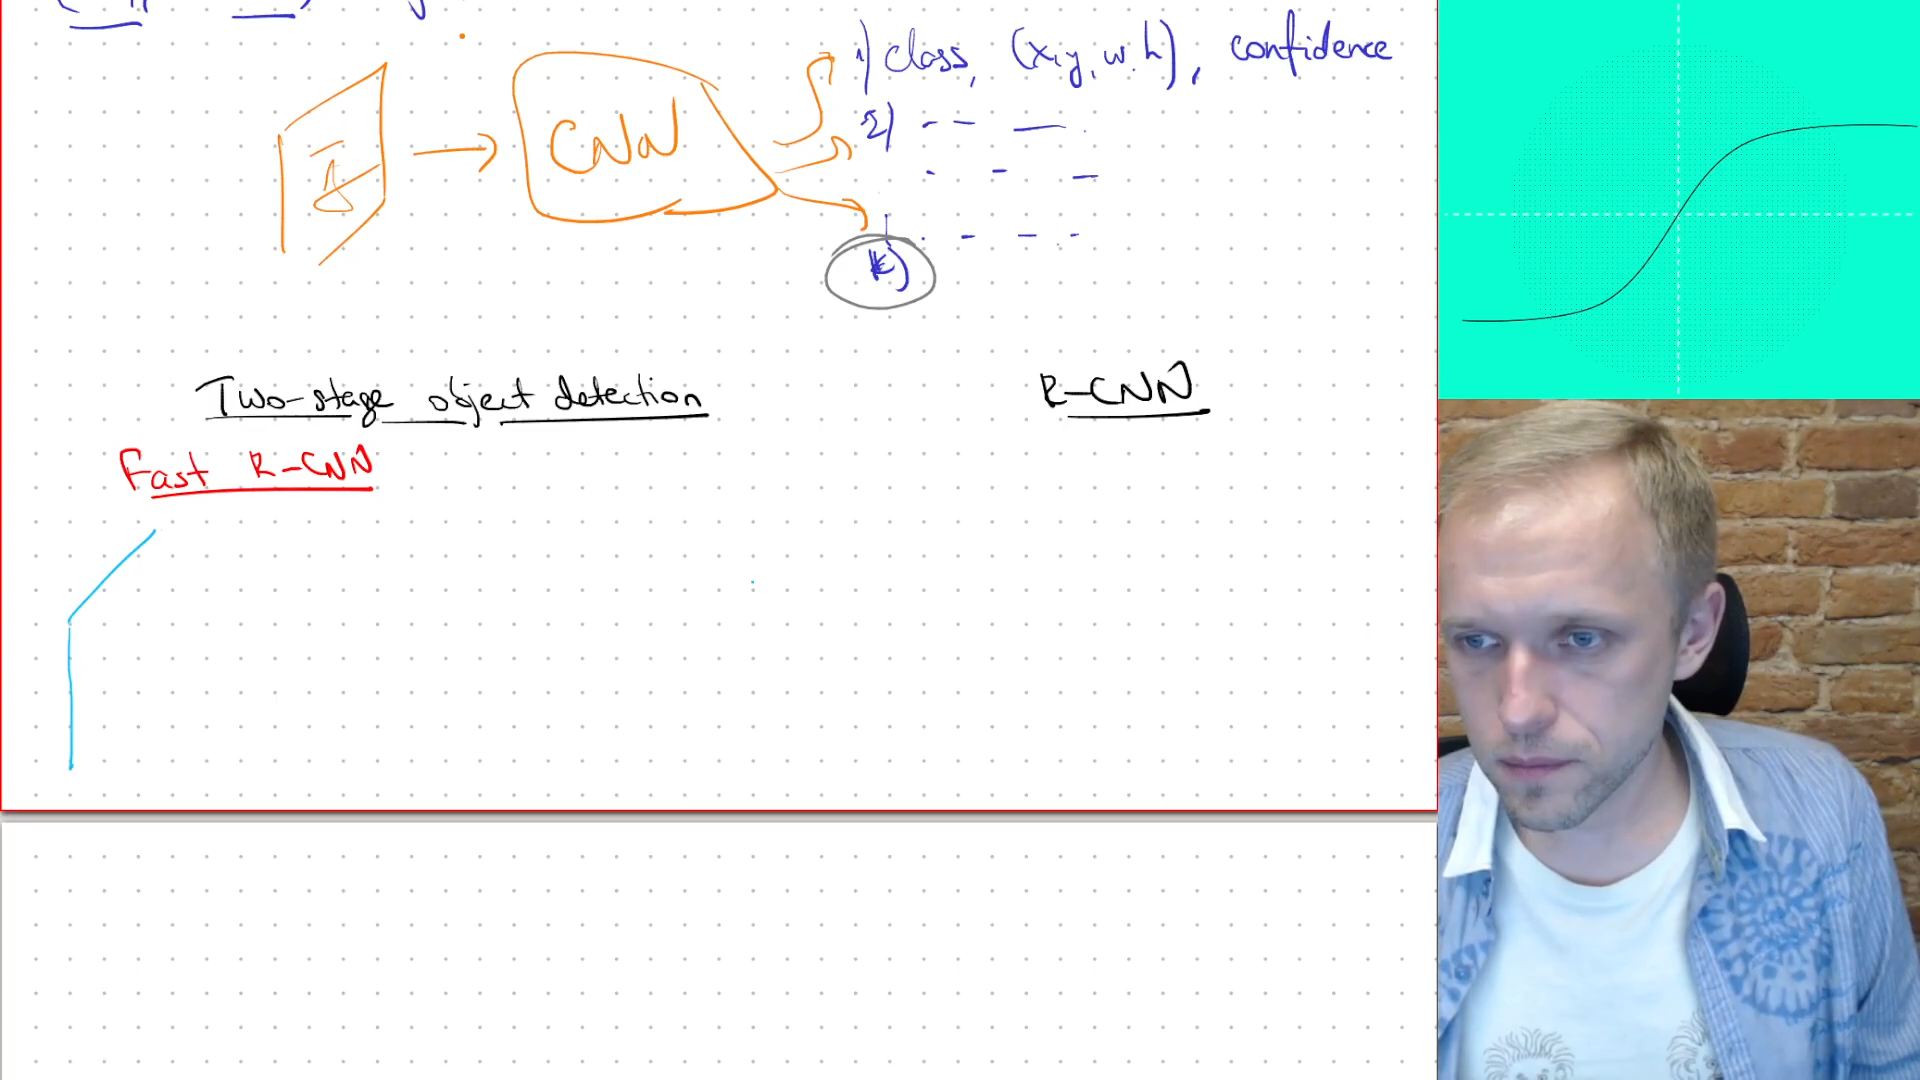 1) class, (x,y,w.h), confidence
CNN
2)
k)
Two-stage object detection
R-CNN
Fast R-CNN